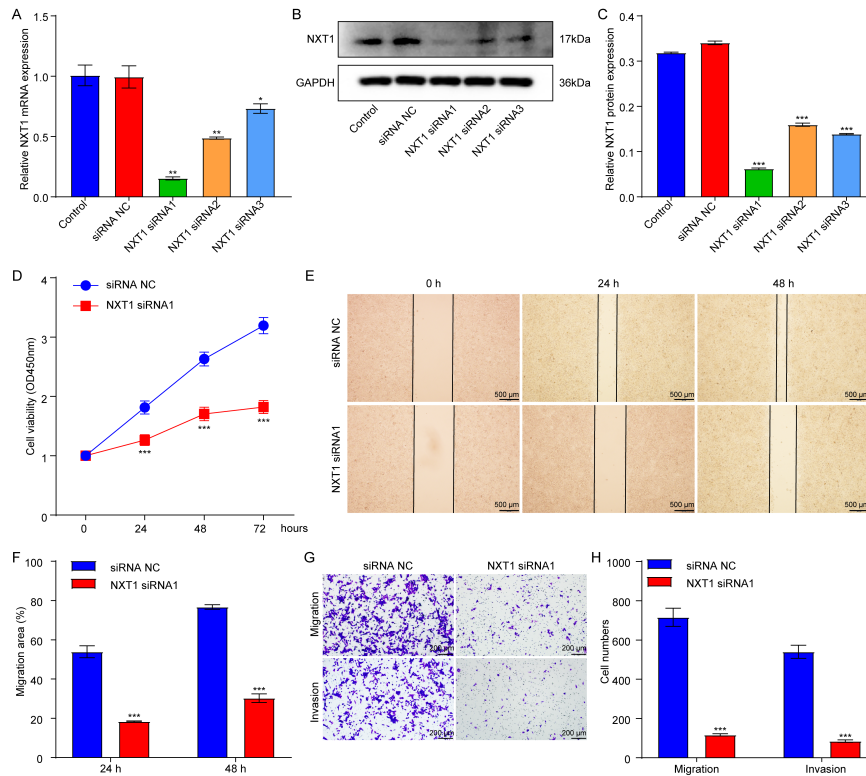 A
Relative NXT1 mRNA expression
1.5
1.0
0.5
0.0
**
**
*
Control
siRNA NC
NXT1 siRNA1
NXT1 siRNA2
NXT1 siRNA3
B
NXT1
17kDa
GAPDH
36kDa
Control
siRNA NC
NXT1 siRNA1
NXT1 siRNA2
NXT1 siRNA3
C
Relative NXT1 protein expression
0.4
0.3
0.2
0.1
0.0
***
***
***
Control
siRNA NC
NXT1 siRNA1
NXT1 siRNA2
NXT1 siRNA3
D
siRNA NC
NXT1 siRNA1
Cell viability (OD450nm)
4
3
2
1
0
***
***
***
0 24 48 72 hours
E
0 h 24 h 48 h
siRNA NC
500 μm 500 μm 500 μm
NXT1 siRNA1
500 μm 500 μm 500 μm
F
siRNA NC
NXT1 siRNA1
Migration area (%)
100
80
60
40
20
0
***
***
24 h 48 h
G
siRNA NC NXT1 siRNA1
Migration
200 μm 200 μm
Invasion
200 μm 200 μm
H
siRNA NC
NXT1 siRNA1
Cell numbers
1000
800
600
400
200
0
***
***
Migration Invasion